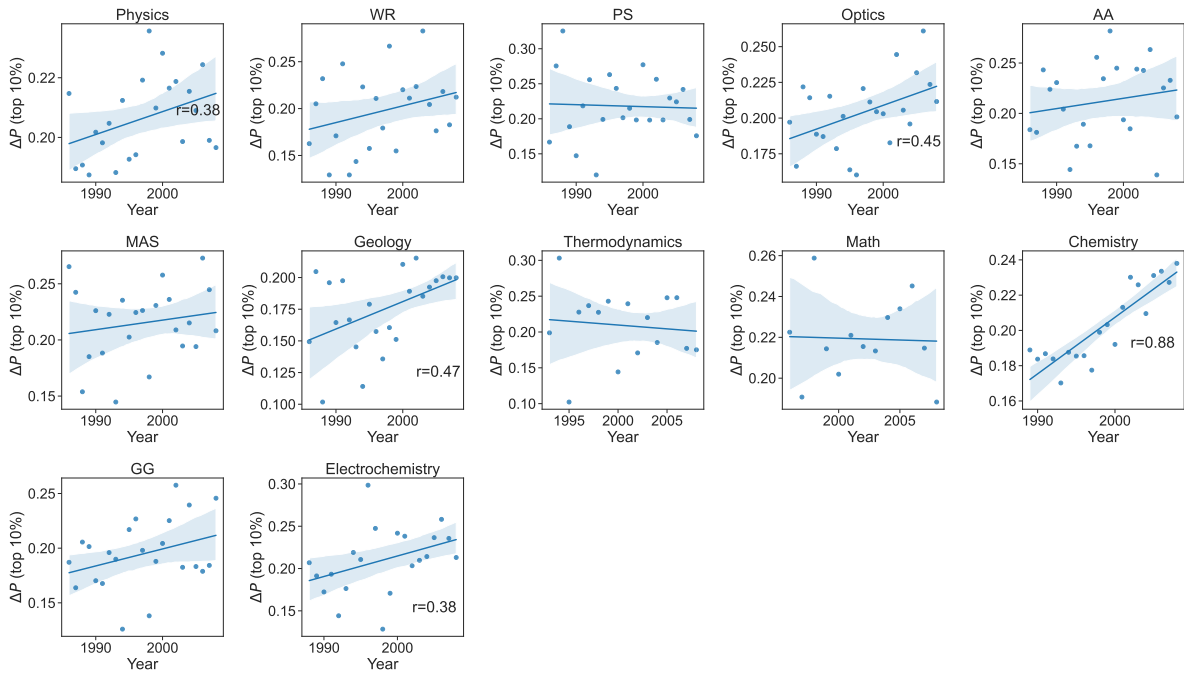 Physics WR PS Optics AA
ΔP (top 10%) 0.22 0.20 r=0.38 1990 2000 Year
ΔP (top 10%) 0.25 0.20 0.15 1990 2000 Year
ΔP (top 10%) 0.30 0.25 0.20 0.15 1990 2000 Year
ΔP (top 10%) 0.250 0.225 0.200 0.175 r=0.45 1990 2000 Year
ΔP (top 10%) 0.25 0.20 0.15 1990 2000 Year
MAS Geology Thermodynamics Math Chemistry
ΔP (top 10%) 0.25 0.20 0.15 1990 2000 Year
ΔP (top 10%) 0.200 0.175 0.150 0.125 0.100 r=0.47 1990 2000 Year
ΔP (top 10%) 0.30 0.25 0.20 0.15 0.10 1995 2000 2005 Year
ΔP (top 10%) 0.26 0.24 0.22 0.20 2000 2005 Year
ΔP (top 10%) 0.24 0.22 0.20 0.18 0.16 r=0.88 1990 2000 Year
GG Electrochemistry
ΔP (top 10%) 0.25 0.20 0.15 1990 2000 Year
ΔP (top 10%) 0.30 0.25 0.20 0.15 r=0.38 1990 2000 Year